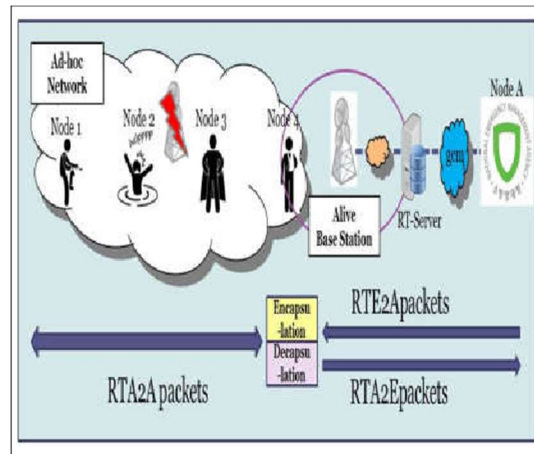 Ad-hoc
Network
Node 1
Node 2
Node 3
Node 4
Node A
Alive
Base Station
RT-Server
gcm
Encapsu
-lation
Decapsu
-lation
RTE2Apackets
RTA2A packets
RTA2Epackets